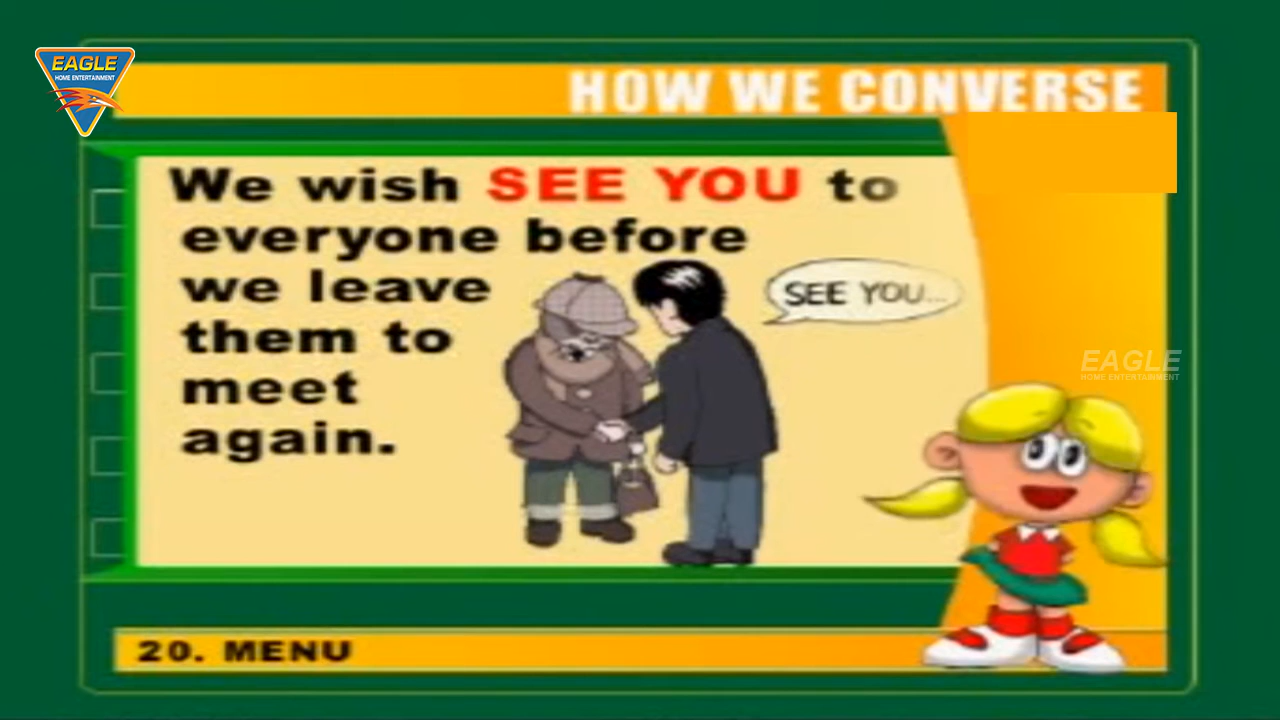 EAGLE
HOME ENTERTAINMENT
HOW WE CONVERSE
We wish SEE YOU to
everyone before
we leave
them to
meet
again.
SEE YOU...
EAGLE
HOME ENTERTAINMENT
20. MENU